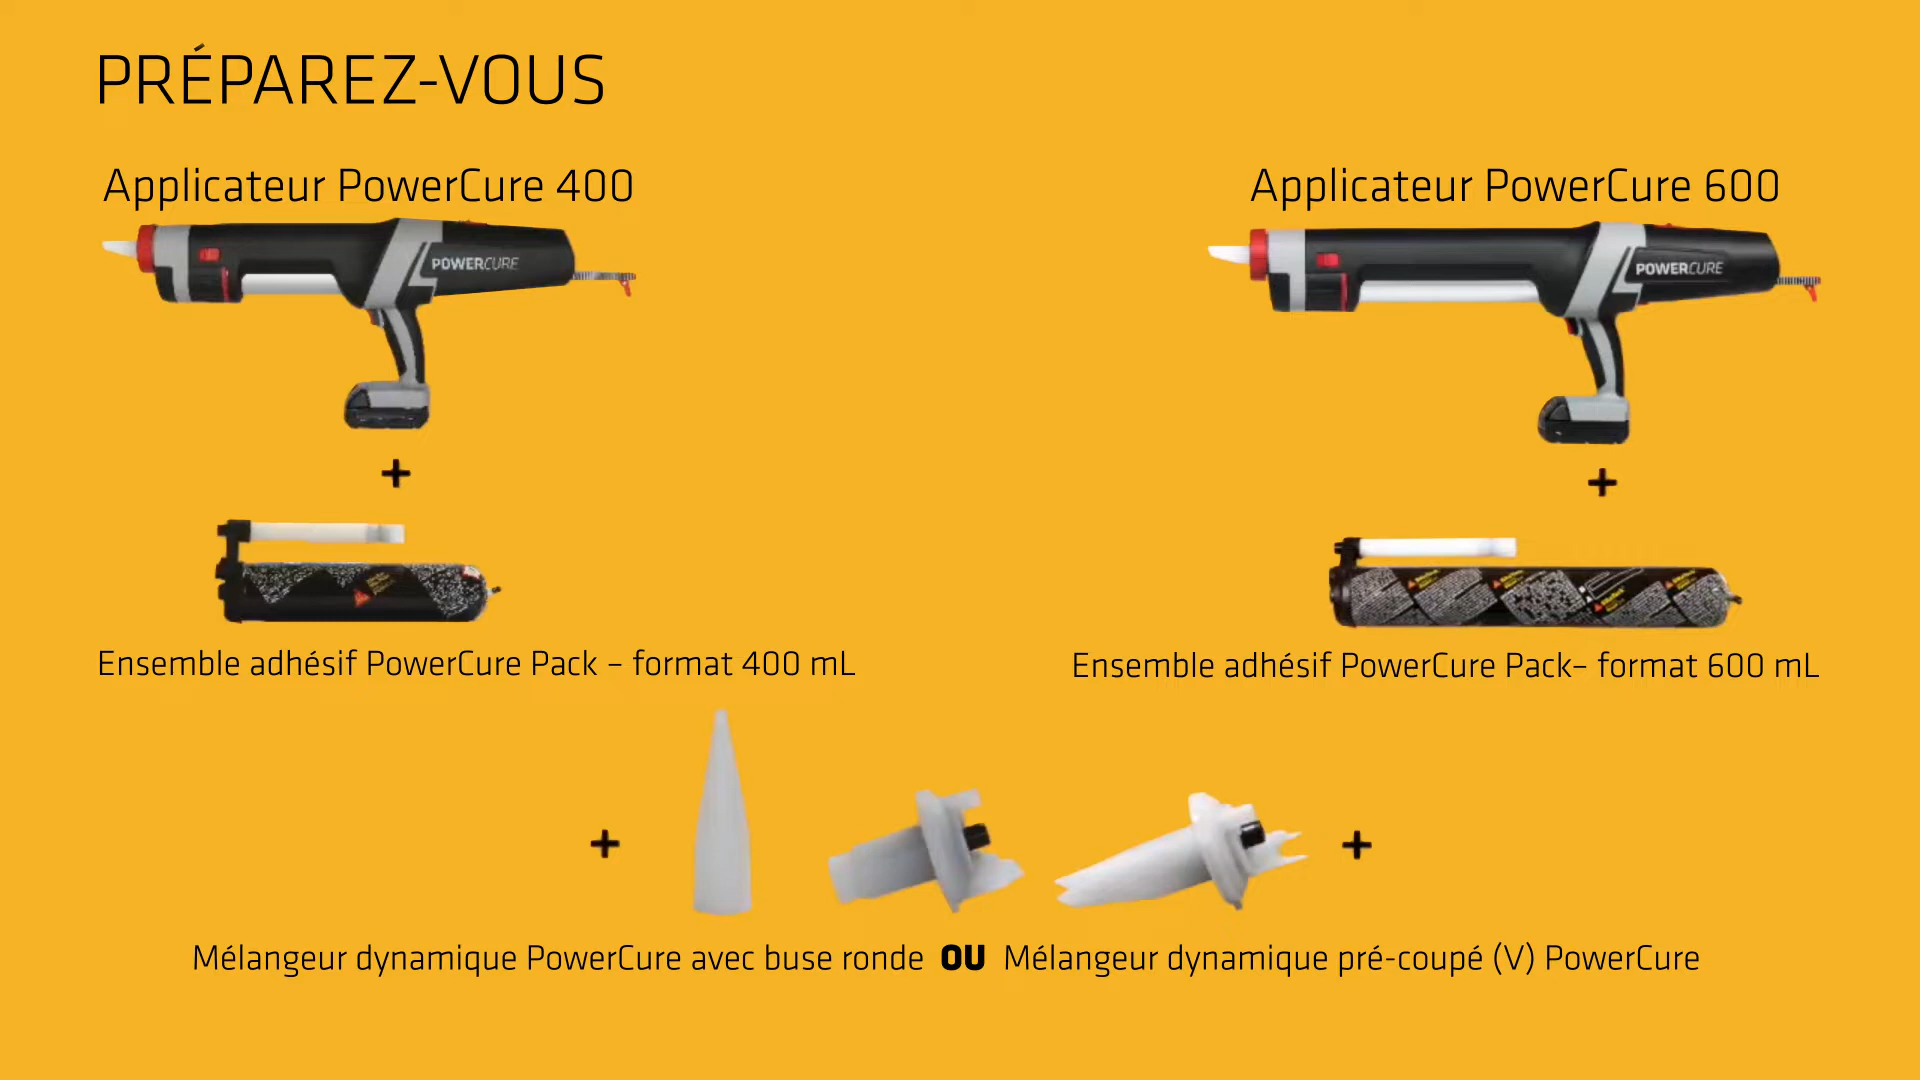 PRÉPAREZ-VOUS
Applicateur PowerCure 400
Applicateur PowerCure 600
POWERCURE
POWERCURE
+
+
Ensemble adhésif PowerCure Pack – format 400 mL
Ensemble adhésif PowerCure Pack– format 600 mL
+
+
Mélangeur dynamique PowerCure avec buse ronde OU Mélangeur dynamique pré-coupé (V) PowerCure